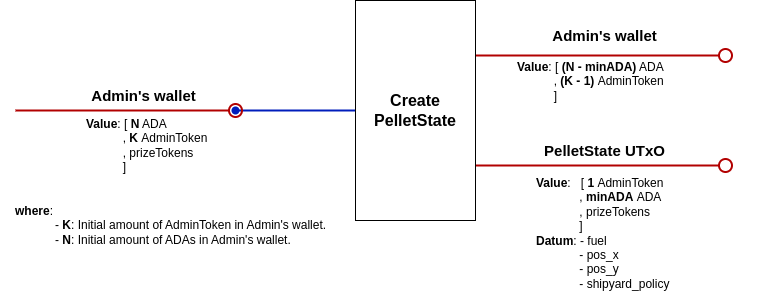 Admin's wallet
Value: [ N ADA
, K AdminToken
, prizeTokens
]
where:
- K: Initial amount of AdminToken in Admin's wallet.
- N: Initial amount of ADAs in Admin's wallet.
Create
PelletState
Admin's wallet
Value: [ (N - minADA) ADA
, (K - 1) AdminToken
]
PelletState UTxO
Value: [ 1 AdminToken
, minADA ADA
, prizeTokens
]
Datum: - fuel
- pos_x
- pos_y
- shipyard_policy